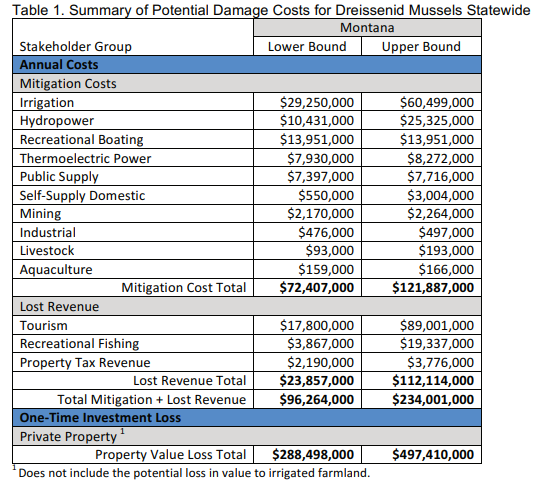 Table 1. Summary of Potential Damage Costs for Dreissenid Mussels Statewide
Montana
Stakeholder Group Lower Bound Upper Bound
Annual Costs
Mitigation Costs
Irrigation $29,250,000 $60,499,000
Hydropower $10,431,000 $25,325,000
Recreational Boating $13,951,000 $13,951,000
Thermoelectric Power $7,930,000 $8,272,000
Public Supply $7,397,000 $7,716,000
Self-Supply Domestic $550,000 $3,004,000
Mining $2,170,000 $2,264,000
Industrial $476,000 $497,000
Livestock $93,000 $193,000
Aquaculture $159,000 $166,000
Mitigation Cost Total $72,407,000 $121,887,000
Lost Revenue
Tourism $17,800,000 $89,001,000
Recreational Fishing $3,867,000 $19,337,000
Property Tax Revenue $2,190,000 $3,776,000
Lost Revenue Total $23,857,000 $112,114,000
Total Mitigation + Lost Revenue $96,264,000 $234,001,000
One-Time Investment Loss
Private Property 1
Property Value Loss Total $288,498,000 $497,410,000
1 Does not include the potential loss in value to irrigated farmland.